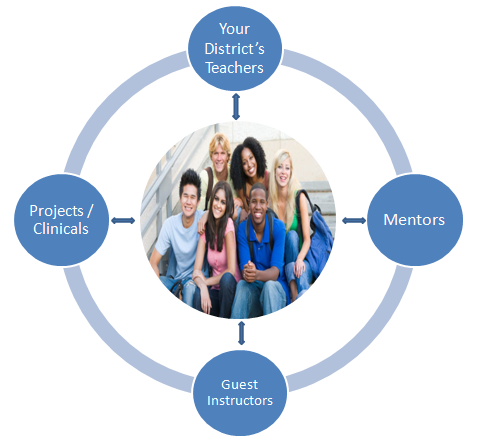 Your
District's
Teachers
Projects /
Clinicals
Mentors
Guest
Instructors